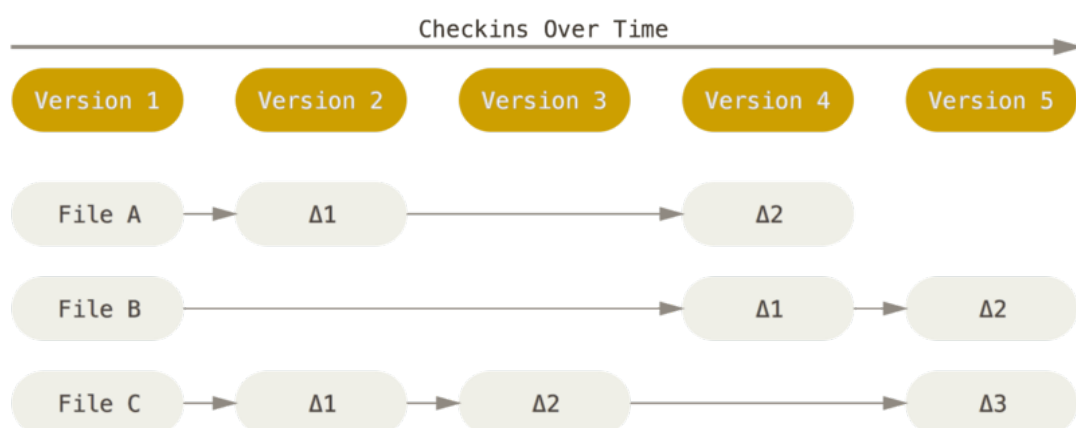 Checkins Over Time
Version 1 Version 2 Version 3 Version 4 Version 5
File A Δ1 Δ2
File B Δ1 Δ2
File C Δ1 Δ2 Δ3